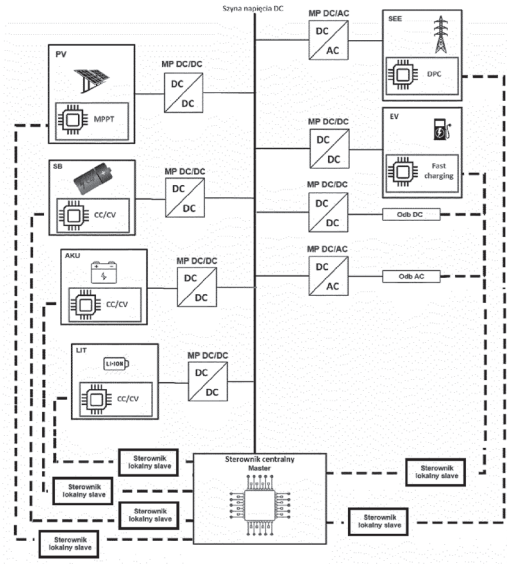 Szyna napięcia DC
MP DC/AC
SEE
DC
AC
DPC
PV
MP DC/DC
DC
DC
MPPT
MP DC/DC
EV
DC
DC
Fast
charging
SB
MP DC/DC
DC
DC
CC/CV
MP DC/DC
DC
DC
Odb DC
AKU
MP DC/DC
DC
DC
CC/CV
MP DC/AC
DC
AC
Odb AC
LIT
LI-ION
MP DC/DC
DC
DC
CC/CV
Sterownik centralny
Master
Sterownik
lokalny slave
Sterownik
lokalny slave
Sterownik
lokalny slave
Sterownik
lokalny slave
Sterownik
lokalny slave
Sterownik
lokalny slave